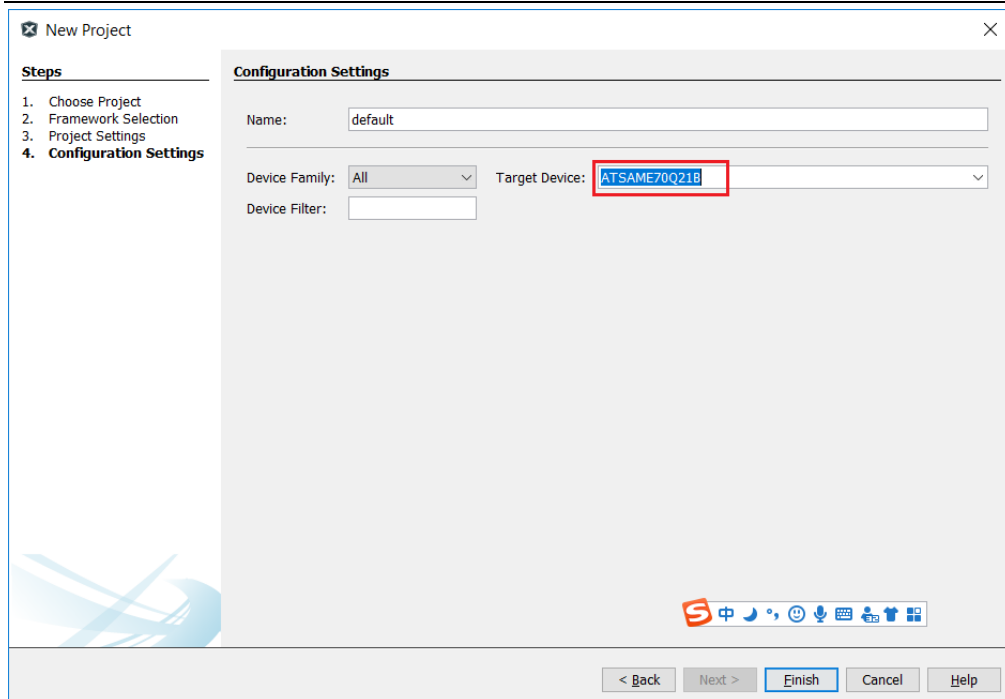 New Project
Steps
1. Choose Project
2. Framework Selection
3. Project Settings
4. Configuration Settings
Configuration Settings
Name: default
Device Family: All Target Device: ATSAME70Q21B
Device Filter:
中
< Back Next > Finish Cancel Help